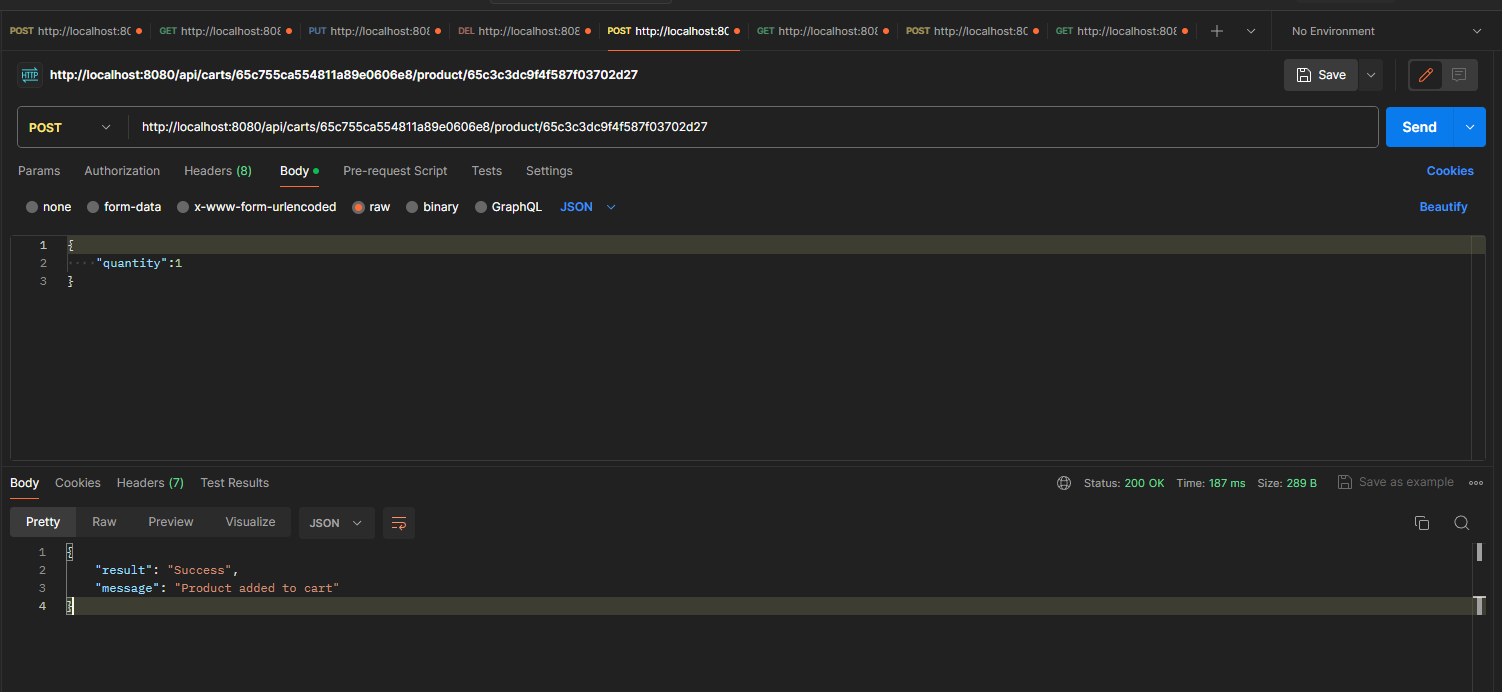 POST http://localhost:80 GET http://localhost:808 PUT http://localhost:808 DEL http://localhost:808 POST http://localhost:80 GET http://localhost:808 POST http://localhost:80 GET http://localhost:808 No Environment
HTTP http://localhost:8080/api/carts/65c755ca554811a89e0606e8/product/65c3c3dc9f4f587f03702d27 Save
POST http://localhost:8080/api/carts/65c755ca554811a89e0606e8/product/65c3c3dc9f4f587f03702d27 Send
Params Authorization Headers (8) Body Pre-request Script Tests Settings Cookies
none form-data x-www-form-urlencoded raw binary GraphQL JSON Beautify
1 {
2 ····"quantity":1
3 }
Body Cookies Headers (7) Test Results Status: 200 OK Time: 187 ms Size: 289 B Save as example
Pretty Raw Preview Visualize JSON
1 {
2 "result": "Success",
3 "message": "Product added to cart"
4 }